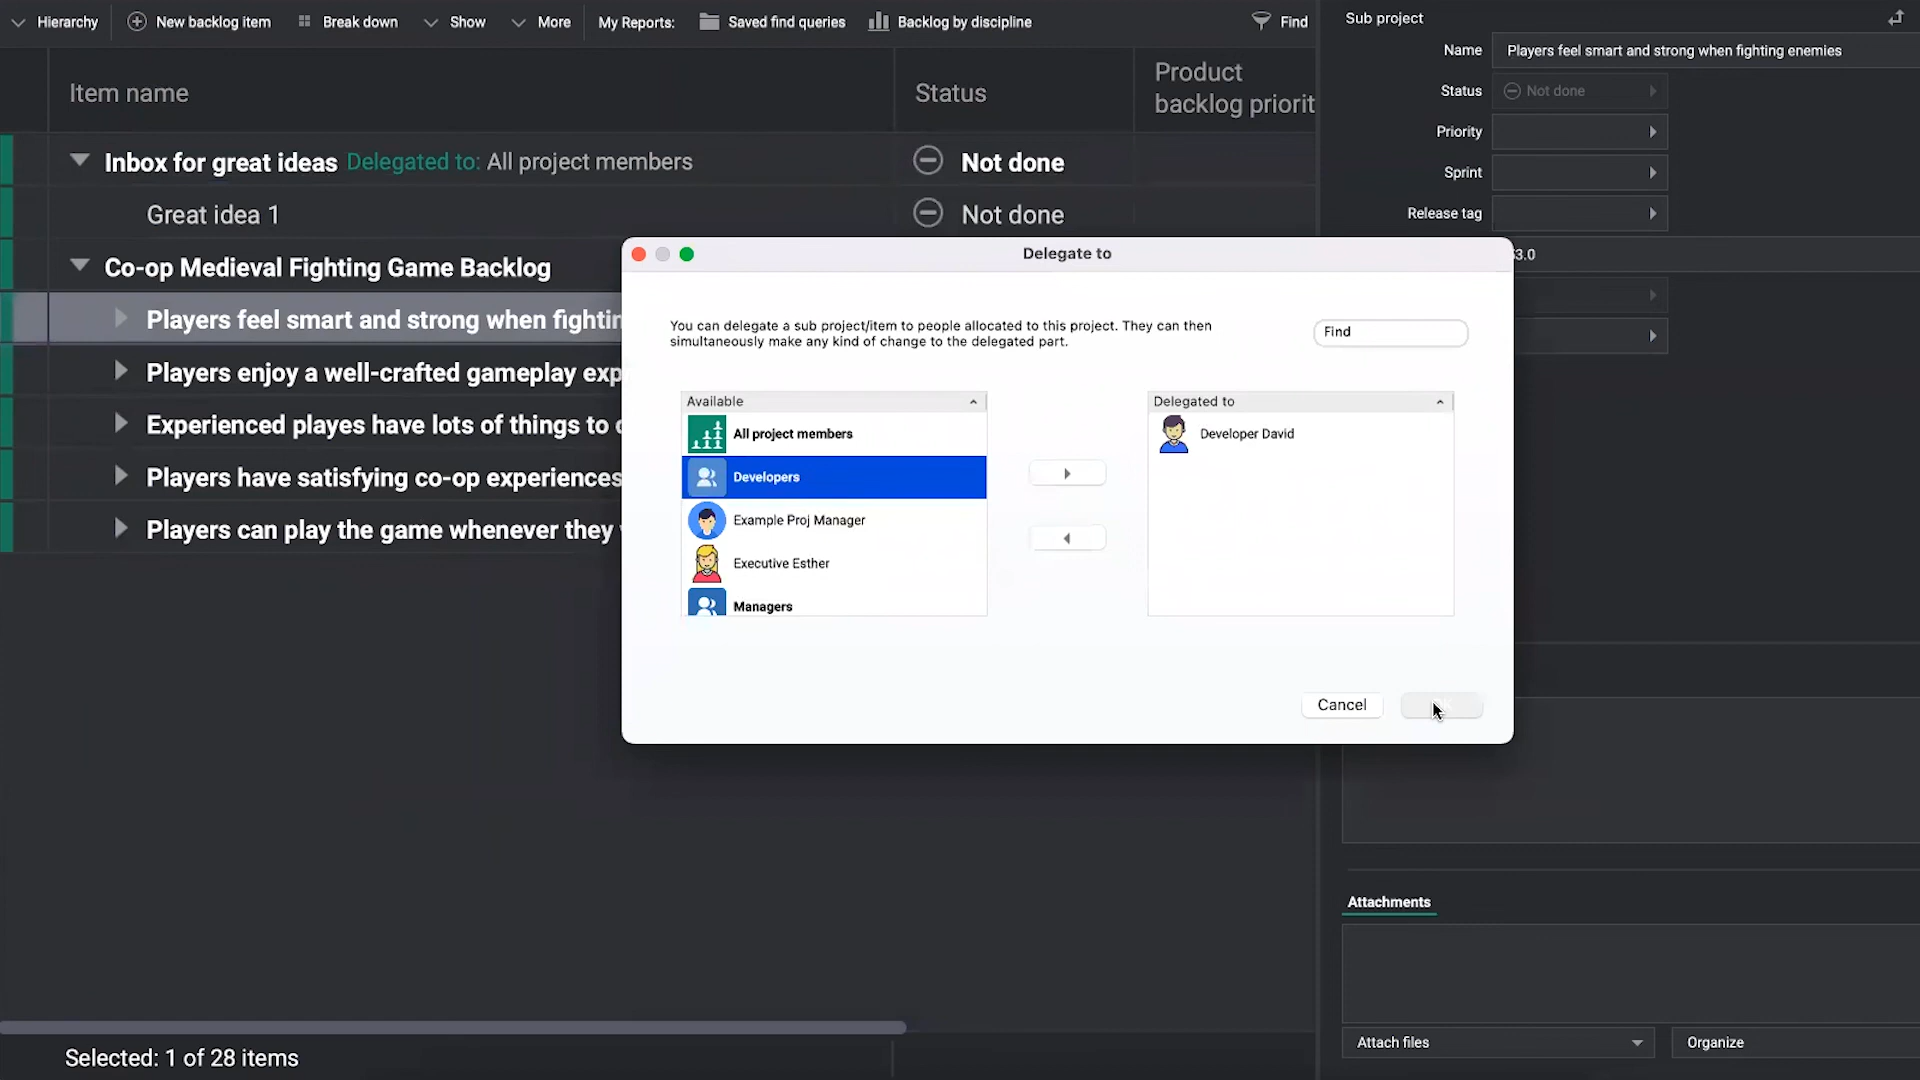 Hierarchy
New backlog item
Break down
Show
More
My Reports:
Saved find queries
Backlog by discipline
Find
Item name
Status
Product
backlog priorit
Inbox for great ideas Delegated to: All project members
Not done
Great idea 1
Not done
Co-op Medieval Fighting Game Backlog
Players feel smart and strong when fightin
Players enjoy a well-crafted gameplay exp
Experienced playes have lots of things to
Players have satisfying co-op experiences
Players can play the game whenever they
Selected: 1 of 28 items
Delegate to
You can delegate a sub project/item to people allocated to this project. They can then
simultaneously make any kind of change to the delegated part.
Find
Available
All project members
Developers
Example Proj Manager
Executive Esther
Managers
Delegated to
Developer David
Cancel
Sub project
Name
Players feel smart and strong when fighting enemies
Status
Not done
Priority
Sprint
Release tag
3.0
Attachments
Attach files
Organize